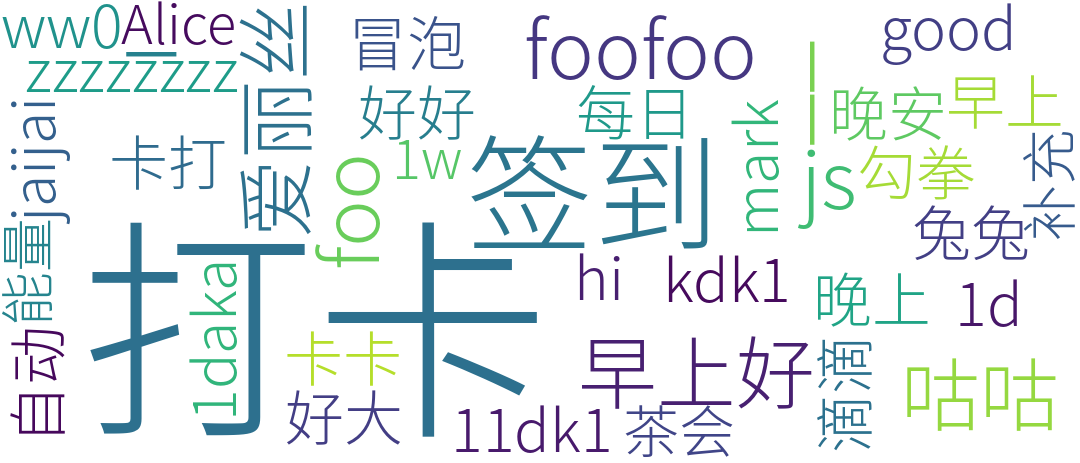 ww0
Alice
zzzzzzzz
爱丽丝
冒泡
foofoo
good
jaijai
卡打
好好
1w
每日
mark
jj
js
晚安
早上
勾拳
补充
兔兔
签到
foo
能量
自动
1daka
打卡
卡卡
好大
hi
kdk1
早上好
晚上
1d
滴滴
咕咕
11dk1
茶会